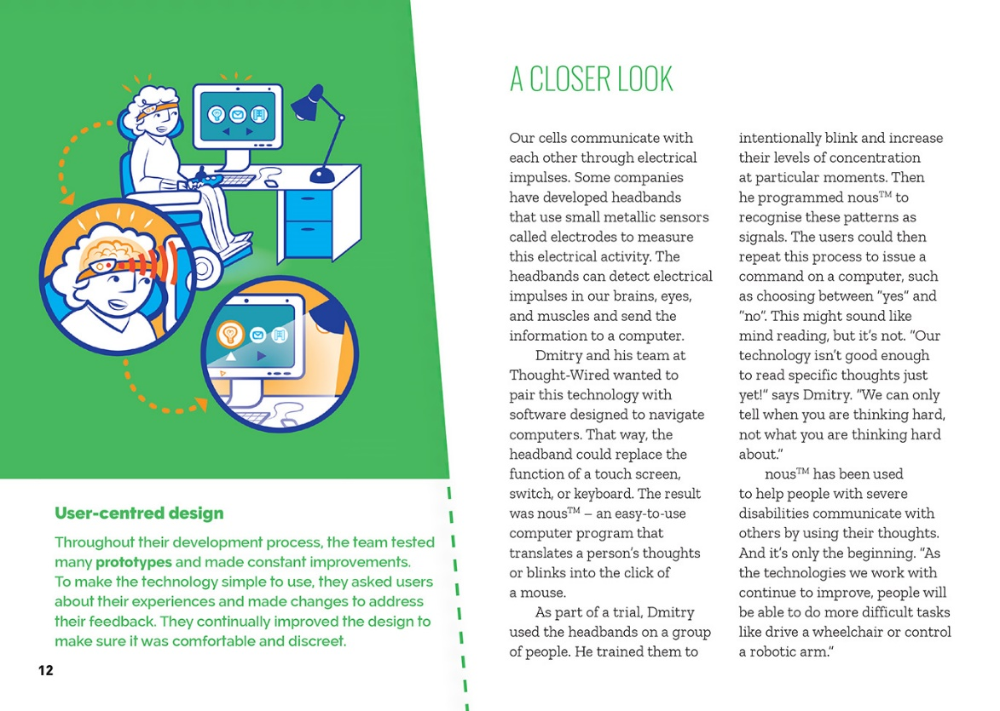 User-centred design
Throughout their development process, the team tested
many prototypes and made constant improvements.
To make the technology simple to use, they asked users
about their experiences and made changes to address
their feedback. They continually improved the design to
make sure it was comfortable and discreet.
12
A CLOSER LOOK
Our cells communicate with
each other through electrical
impulses. Some companies
have developed headbands
that use small metallic sensors
called electrodes to measure
this electrical activity. The
headbands can detect electrical
impulses in our brains, eyes,
and muscles and send the
information to a computer.
Dmitry and his team at
Thought-Wired wanted to
pair this technology with
software designed to navigate
computers. That way, the
headband could replace the
function of a touch screen,
switch, or keyboard. The result
was nous™ – an easy-to-use
computer program that
translates a person’s thoughts
or blinks into the click of
a mouse.
As part of a trial, Dmitry
used the headbands on a group
of people. He trained them to
intentionally blink and increase
their levels of concentration
at particular moments. Then
he programmed nous™ to
recognise these patterns as
signals. The users could then
repeat this process to issue a
command on a computer, such
as choosing between “yes” and
“no”. This might sound like
mind reading, but it’s not. “Our
technology isn’t good enough
to read specific thoughts just
yet!” says Dmitry. “We can only
tell when you are thinking hard,
not what you are thinking hard
about.”
nous™ has been used
to help people with severe
disabilities communicate with
others by using their thoughts.
And it’s only the beginning. “As
the technologies we work with
continue to improve, people will
be able to do more difficult tasks
like drive a wheelchair or control
a robotic arm.”